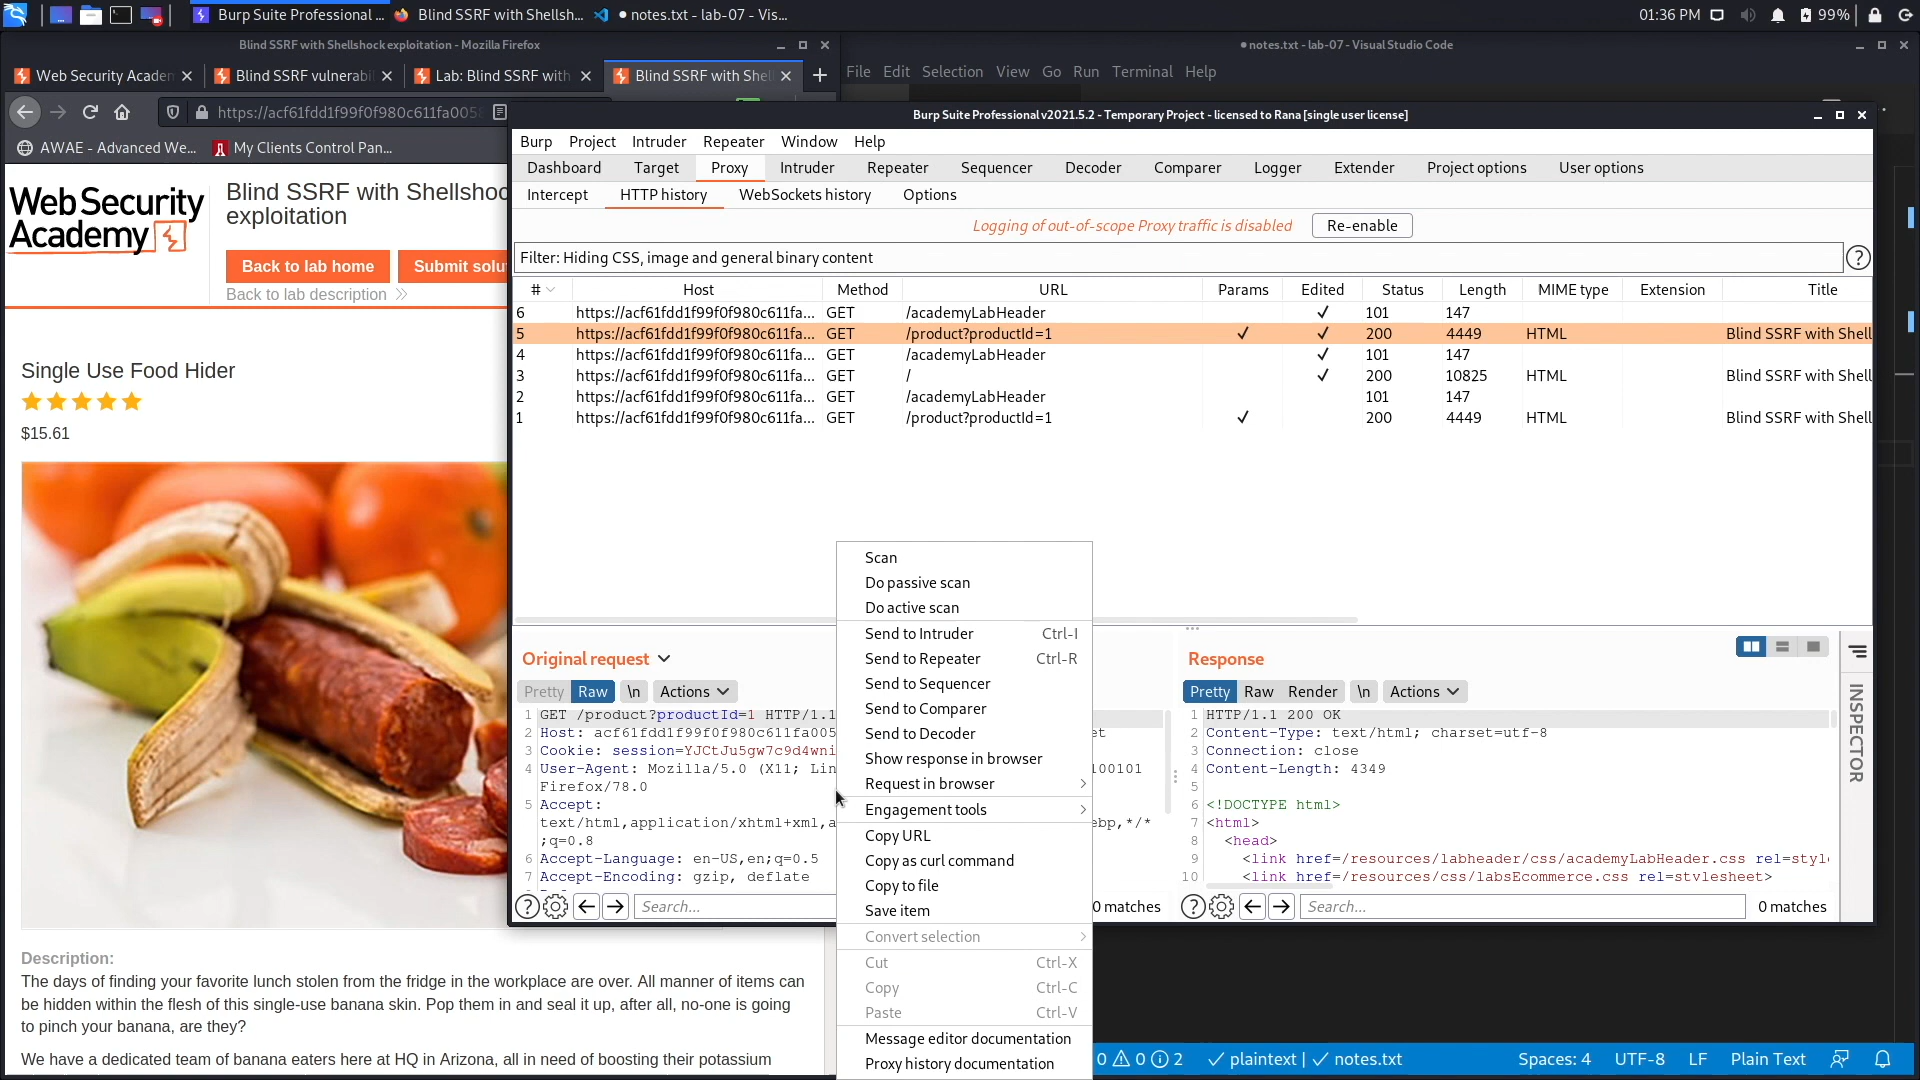 Burp Suite Professional ...
Blind SSRF with Shellsh...
● notes.txt - lab-07 - Vis...
01:36 PM
99%
Blind SSRF with Shellshock exploitation - Mozilla Firefox
● notes.txt - lab-07 - Visual Studio Code
Web Security Academ
Blind SSRF vulnerabil
Lab: Blind SSRF with
Blind SSRF with Shel
File Edit Selection View Go Run Terminal Help
https://acf61fdd1f99f0f980c611fa005
AWAE - Advanced We...
My Clients Control Pan...
Web Security
Academy
Blind SSRF with Shellshoc
exploitation
Back to lab home
Submit solu
Back to lab description
Single Use Food Hider
$15.61
Description:
The days of finding your favorite lunch stolen from the fridge in the workplace are over. All manner of items can
be hidden within the flesh of this single-use banana skin. Pop them in and seal it up, after all, no-one is going
to pinch your banana, are they?
We have a dedicated team of banana eaters here at HQ in Arizona, all in need of boosting their potassium
Burp Suite Professional v2021.5.2 - Temporary Project - licensed to Rana [single user license]
Burp Project Intruder Repeater Window Help
Dashboard Target Proxy Intruder Repeater Sequencer Decoder Comparer Logger Extender Project options User options
Intercept HTTP history WebSockets history Options
Logging of out-of-scope Proxy traffic is disabled
Re-enable
Filter: Hiding CSS, image and general binary content
?
# Host Method URL Params Edited Status Length MIME type Extension Title
6 https://acf61fdd1f99f0f980c611fa... GET /academyLabHeader ✓ 101 147
5 https://acf61fdd1f99f0f980c611fa... GET /product?productId=1 ✓ ✓ 200 4449 HTML Blind SSRF with Shell
4 https://acf61fdd1f99f0f980c611fa... GET /academyLabHeader ✓ 101 147
3 https://acf61fdd1f99f0f980c611fa... GET / ✓ 200 10825 HTML Blind SSRF with Shell
2 https://acf61fdd1f99f0f980c611fa... GET /academyLabHeader 101 147
1 https://acf61fdd1f99f0f980c611fa... GET /product?productId=1 ✓ 200 4449 HTML Blind SSRF with Shell
Original request
Pretty Raw \n Actions
1 GET /product?productId=1 HTTP/1.1
2 Host: acf61fdd1f99f0f980c611fa005 et
3 Cookie: session=YJCtJu5gw7c9d4wni
4 User-Agent: Mozilla/5.0 (X11; Lin 100101
Firefox/78.0
5 Accept:
text/html,application/xhtml+xml,a ebp,*/*
;q=0.8
6 Accept-Language: en-US,en;q=0.5
7 Accept-Encoding: gzip, deflate
Search...
0 matches
Scan
Do passive scan
Do active scan
Send to Intruder Ctrl-I
Send to Repeater Ctrl-R
Send to Sequencer
Send to Comparer
Send to Decoder
Show response in browser
Request in browser
Engagement tools
Copy URL
Copy as curl command
Copy to file
Save item
Convert selection
Cut Ctrl-X
Copy Ctrl-C
Paste Ctrl-V
Message editor documentation
Proxy history documentation
Response
Pretty Raw Render \n Actions
1 HTTP/1.1 200 OK
2 Content-Type: text/html; charset=utf-8
3 Connection: close
4 Content-Length: 4349
5
6 <!DOCTYPE html>
7 <html>
8 <head>
9 <link href=/resources/labheader/css/academyLabHeader.css rel=styl
10 <link href=/resources/css/labsEcommerce.css rel=stylesheet>
Search...
0 matches
INSPECTOR
0 0 2
✓ plaintext | ✓ notes.txt
Spaces: 4 UTF-8 LF Plain Text